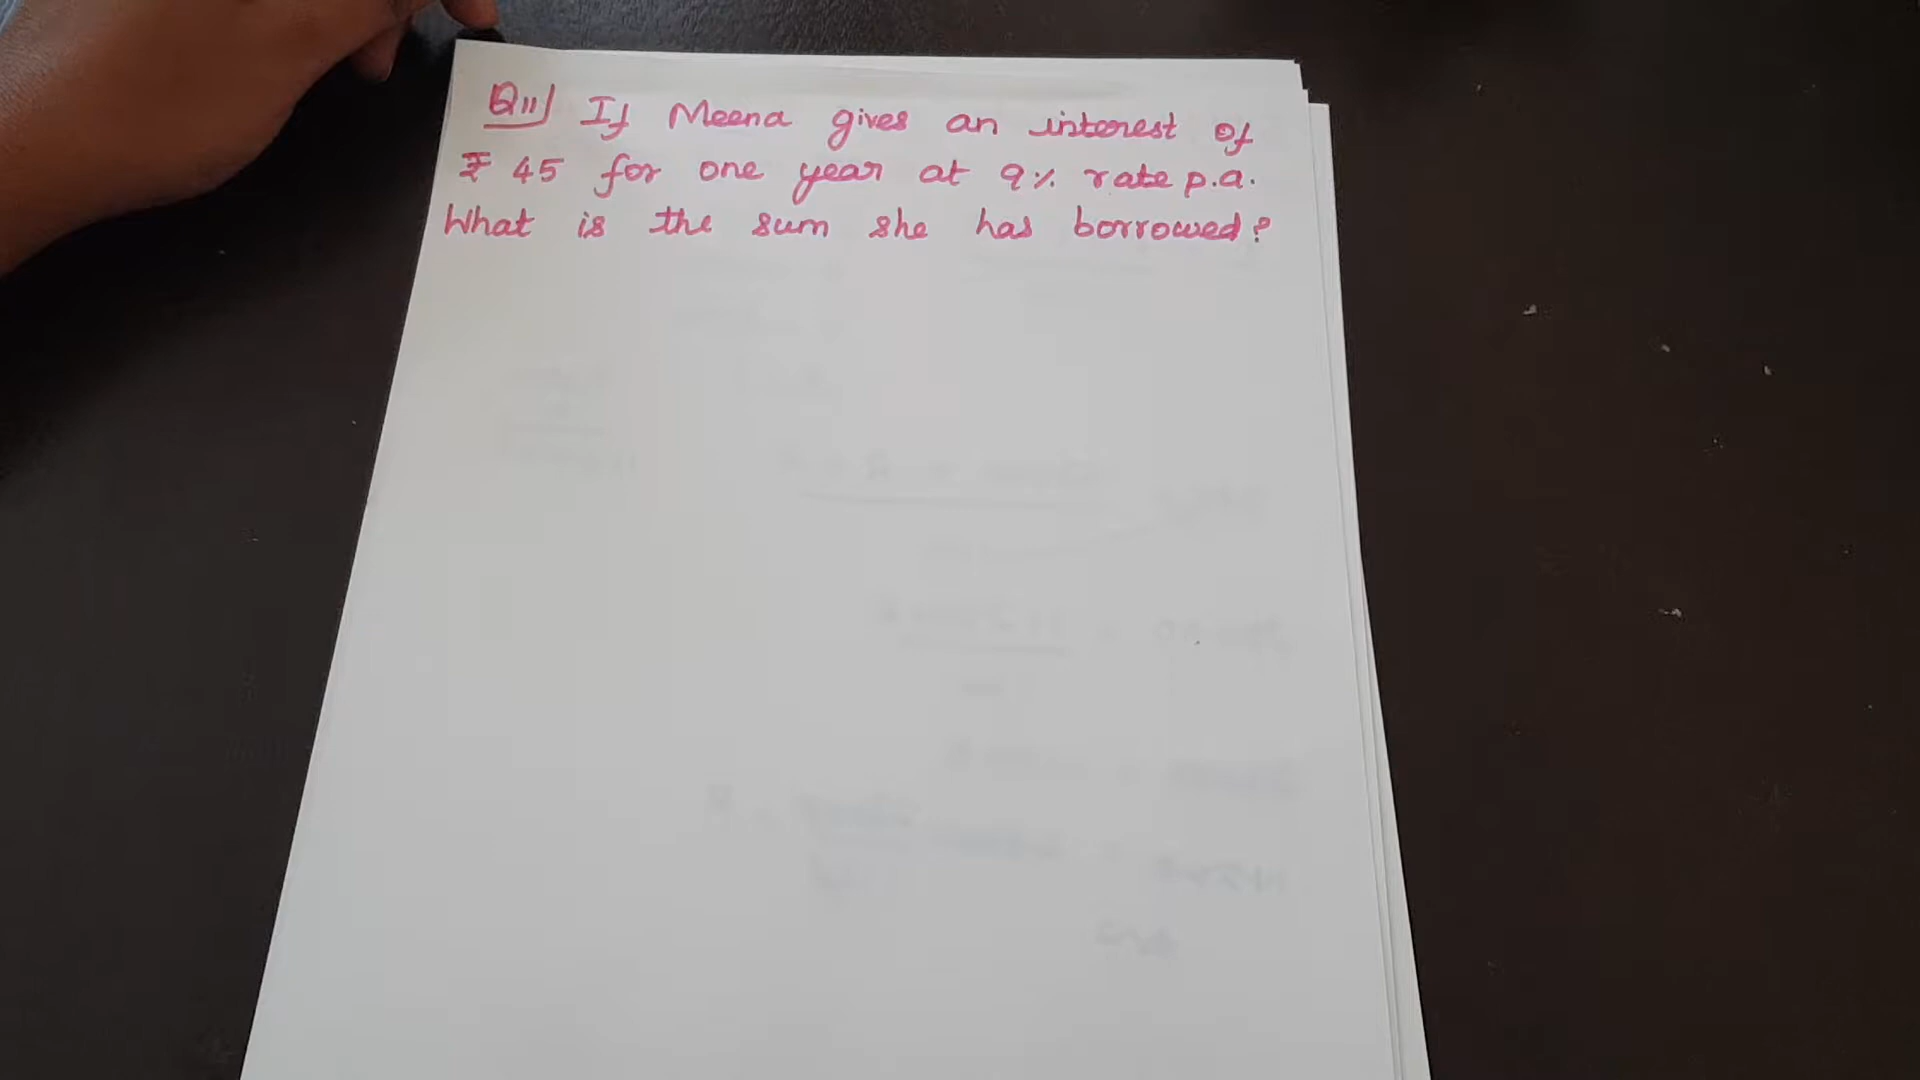 Q11) If Meena gives an interest of
₹ 45 for one year at 9% rate p.a.
What is the sum she has borrowed?